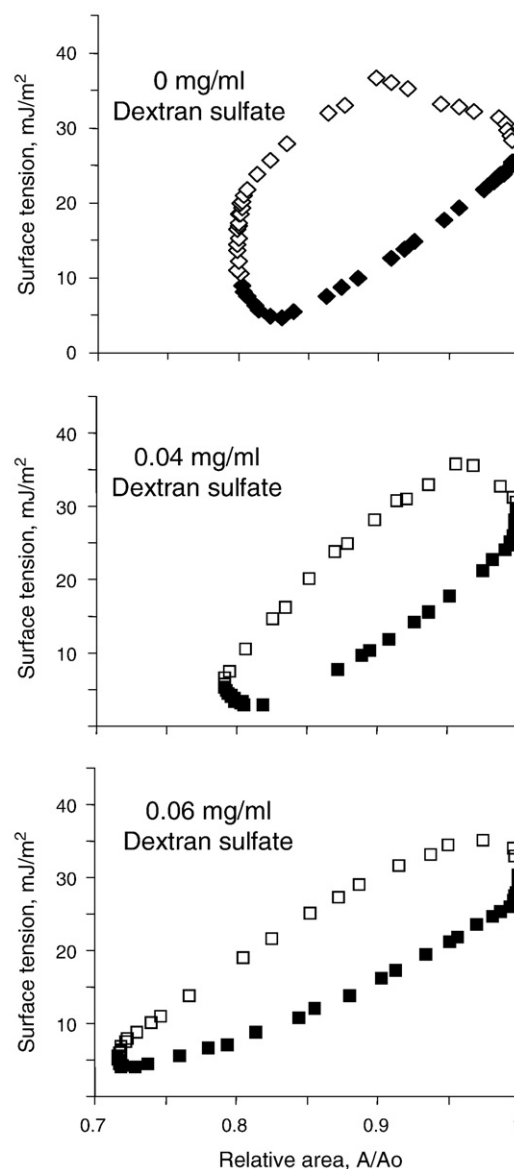 40
0 mg/ml
Dextran sulfate
30
20
10
0
Surface tension, mJ/m²
40
0.04 mg/ml
Dextran sulfate
30
20
10
Surface tension, mJ/m²
40
0.06 mg/ml
Dextran sulfate
30
20
10
Surface tension, mJ/m²
0.7 0.8 0.9
Relative area, A/Ao